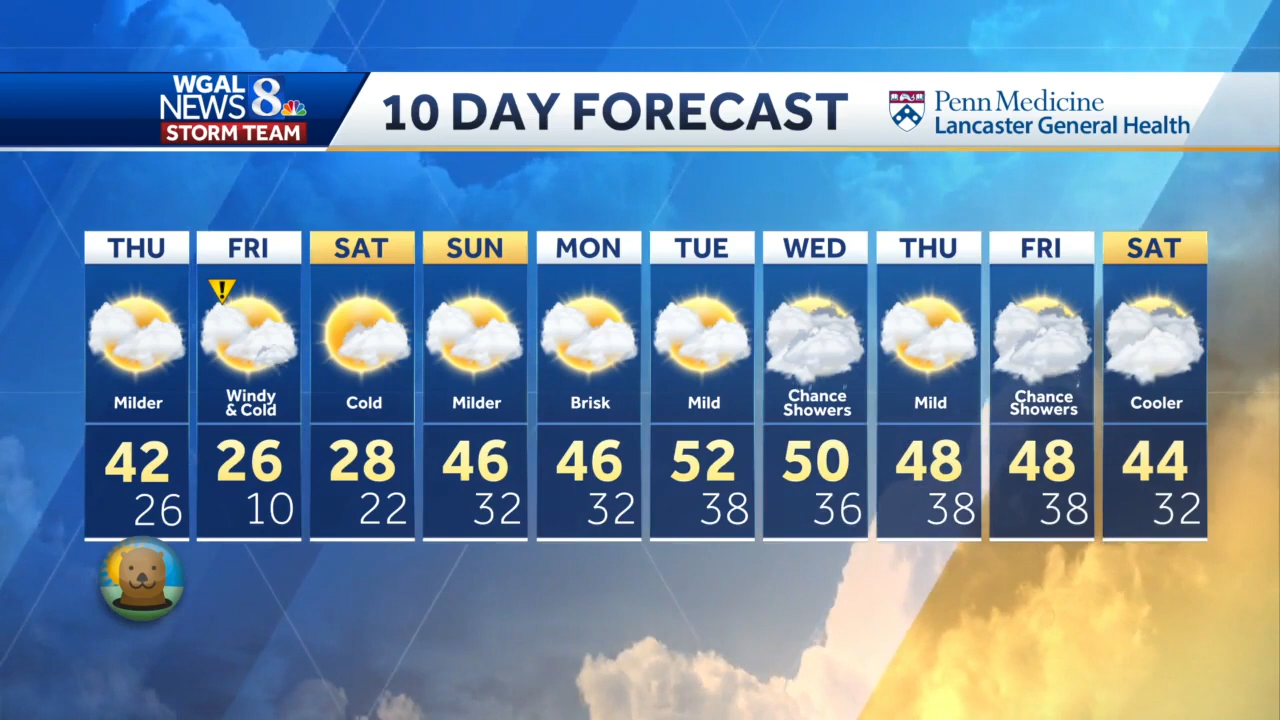 WGAL
NEWS 8
STORM TEAM
10 DAY FORECAST
Penn Medicine
Lancaster General Health
THU FRI SAT SUN MON TUE WED THU FRI SAT
!
Milder Windy & Cold Cold Milder Brisk Mild Chance Showers Mild Chance Showers Cooler
42 26 28 46 46 52 50 48 48 44
26 10 22 32 32 38 36 38 38 32